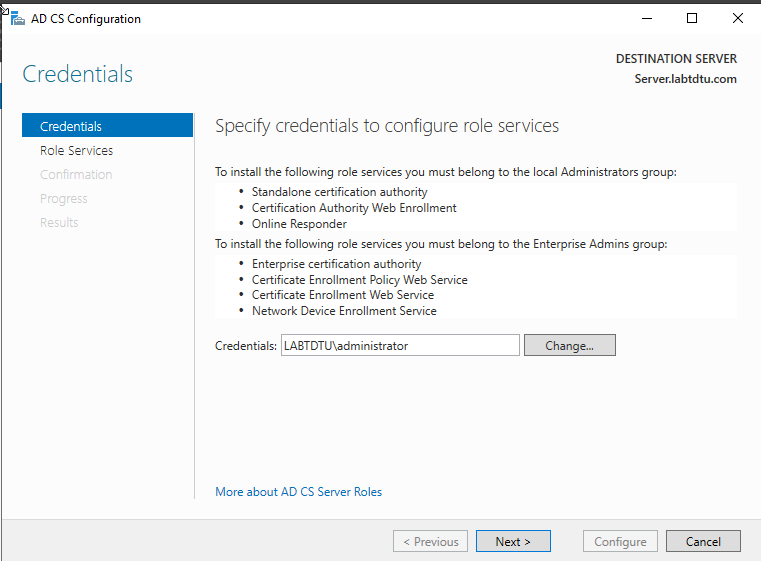 AD CS Configuration
Credentials
DESTINATION SERVER
Server.labtdtu.com
Credentials
Role Services
Confirmation
Progress
Results
Specify credentials to configure role services
To install the following role services you must belong to the local Administrators group:
• Standalone certification authority
• Certification Authority Web Enrollment
• Online Responder
To install the following role services you must belong to the Enterprise Admins group:
• Enterprise certification authority
• Certificate Enrollment Policy Web Service
• Certificate Enrollment Web Service
• Network Device Enrollment Service
Credentials: LABTDTU\administrator Change...
More about AD CS Server Roles
< Previous Next > Configure Cancel